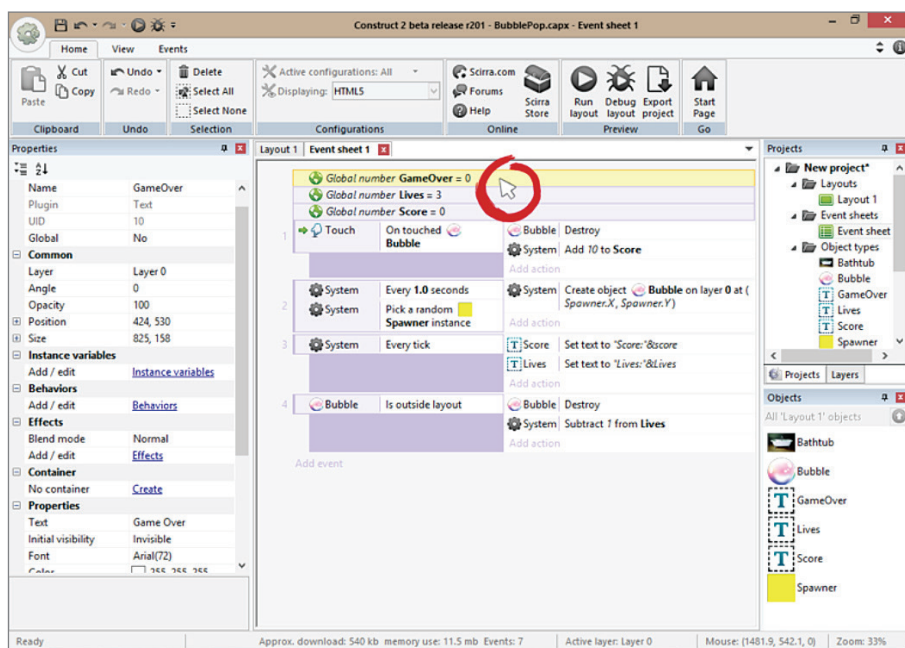 Construct 2 beta release r201 - BubblePop.capx - Event sheet 1
Home View Events
Paste
Cut
Copy
Clipboard
Undo
Redo
Undo
Delete
Select All
Select None
Selection
Active configurations: All
Displaying: HTML5
Configurations
Scirra.com
Forums
Help
Scirra Store
Online
Run layout
Debug layout
Export project
Preview
Start Page
Go
Properties
Name GameOver
Plugin Text
UID 10
Global No
Common
Layer Layer 0
Angle 0
Opacity 100
Position 424, 530
Size 825, 158
Instance variables
Add / edit Instance variables
Behaviors
Add / edit Behaviors
Effects
Blend mode Normal
Add / edit Effects
Container
No container Create
Properties
Text Game Over
Initial visibility Invisible
Font Arial(72)
Color 255, 255, 255
Layout 1 Event sheet 1
Global number GameOver = 0
Global number Lives = 3
Global number Score = 0
1 Touch On touched Bubble
Bubble Destroy
System Add 10 to Score
Add action
2 System Every 1.0 seconds
System Pick a random Spawner instance
System Create object Bubble on layer 0 at (Spawner.X, Spawner.Y)
Add action
3 System Every tick
Score Set text to "Score:"&score
Lives Set text to "Lives:"&Lives
Add action
4 Bubble Is outside layout
Bubble Destroy
System Subtract 1 from Lives
Add action
Add event
Projects
New project*
Layouts
Layout 1
Event sheets
Event sheet
Object types
Bathtub
Bubble
GameOver
Lives
Score
Spawner
Projects Layers
Objects
All 'Layout 1' objects
Bathtub
Bubble
GameOver
Lives
Score
Spawner
Ready Approx. download: 540 kb memory use: 11.5 mb Events: 7 Active layer: Layer 0 Mouse: (1481.9, 542.1, 0) Zoom: 33%